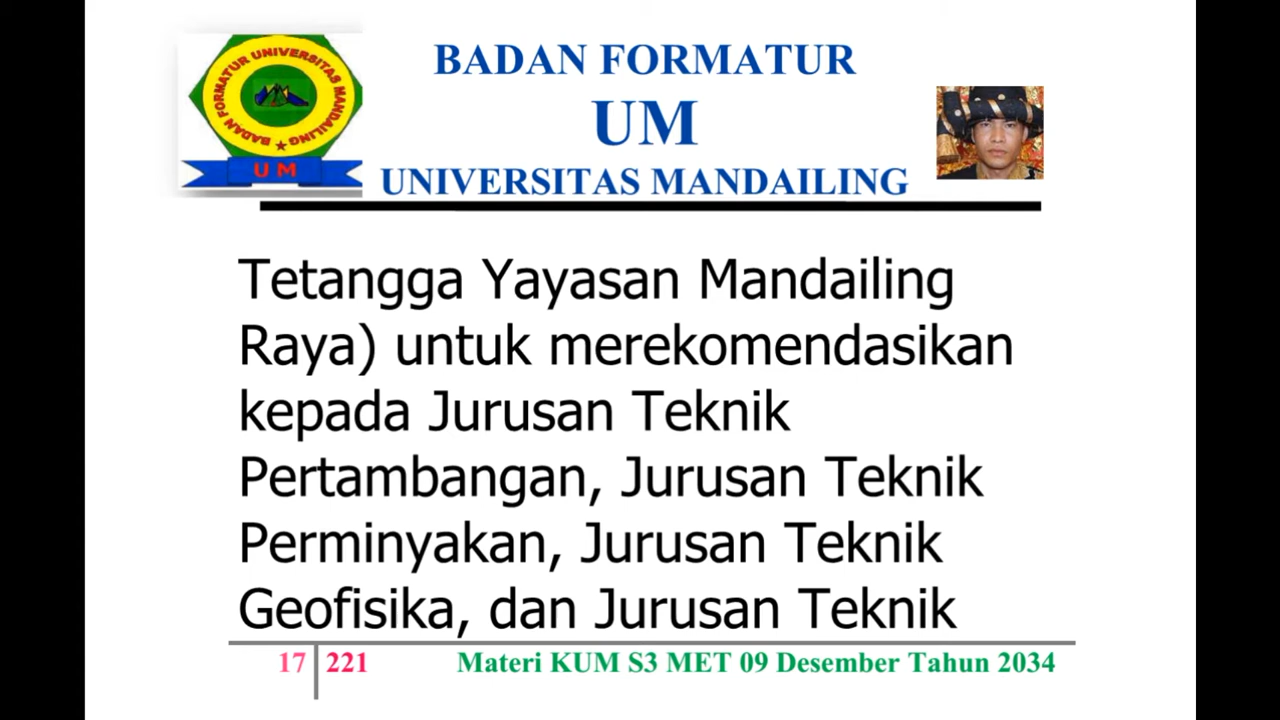 BADAN FORMATUR UNIVERSITAS MANDAILING
U M
BADAN FORMATUR
UM
UNIVERSITAS MANDAILING
Tetangga Yayasan Mandailing
Raya) untuk merekomendasikan
kepada Jurusan Teknik
Pertambangan, Jurusan Teknik
Perminyakan, Jurusan Teknik
Geofisika, dan Jurusan Teknik
17 221 Materi KUM S3 MET 09 Desember Tahun 2034